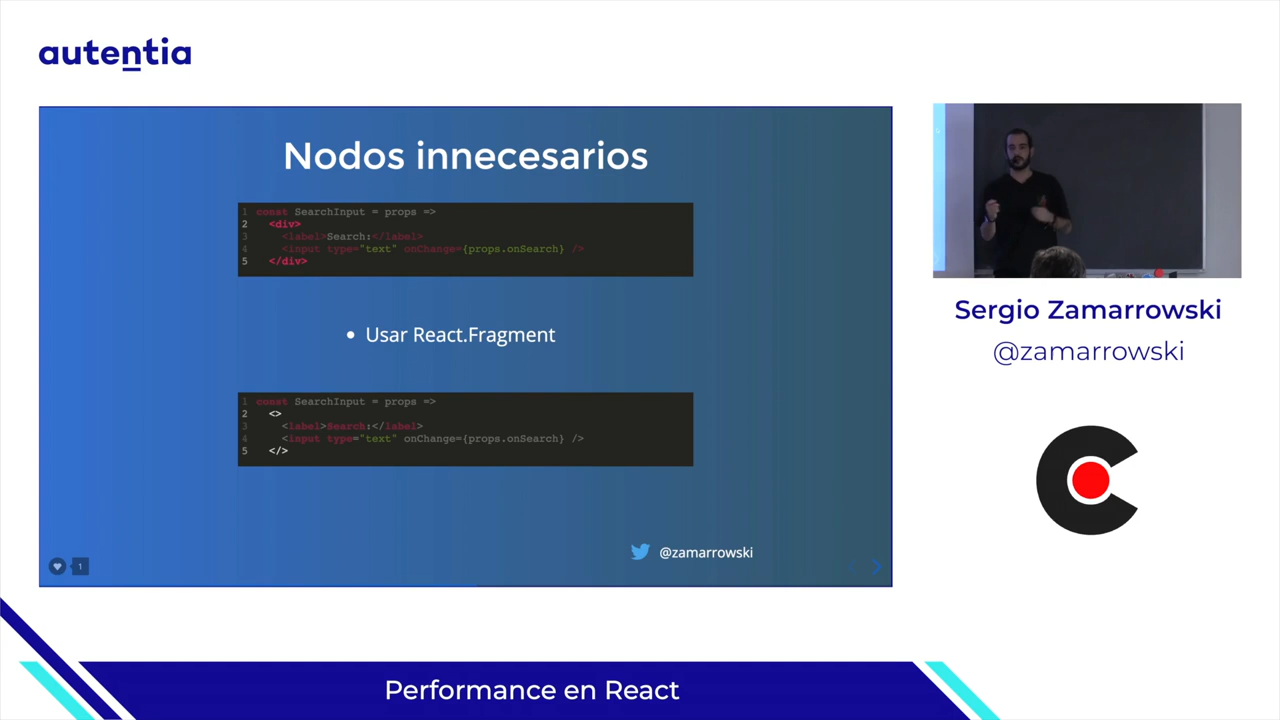 autentia
Nodos innecesarios
1 const SearchInput = props =>
2 <div>
3 <label>Search:</label>
4 <input type="text" onChange={props.onSearch} />
5 </div>
• Usar React.Fragment
1 const SearchInput = props =>
2 <>
3 <label>Search:</label>
4 <input type="text" onChange={props.onSearch} />
5 </>
@zamarrowski
1
Sergio Zamarrowski
@zamarrowski
Performance en React